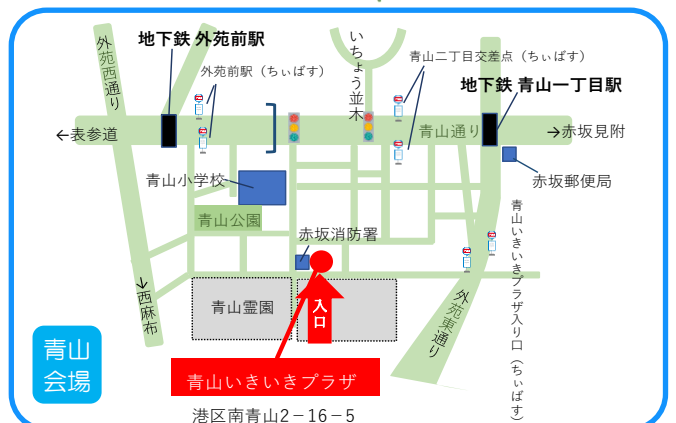 外苑西通り
地下鉄 外苑前駅
外苑前駅（ちぃばす）
いちょう並木
青山二丁目交差点（ちぃばす）
地下鉄 青山一丁目駅
←表参道
青山通り
→赤坂見附
青山小学校
赤坂郵便局
青山公園
赤坂消防署
青山いきいきプラザ入り口（ちぃばす）
→西麻布
青山霊園
入口
外苑東通り
青山
会場
青山いきいきプラザ
港区南青山2－16－5